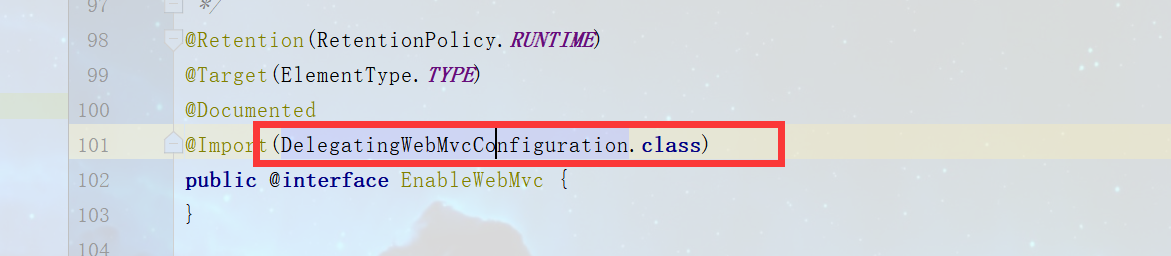 97 */
98 @Retention(RetentionPolicy.RUNTIME)
99 @Target(ElementType.TYPE)
100 @Documented
101 @Import(DelegatingWebMvcConfiguration.class)
102 public @interface EnableWebMvc {
103 }
104